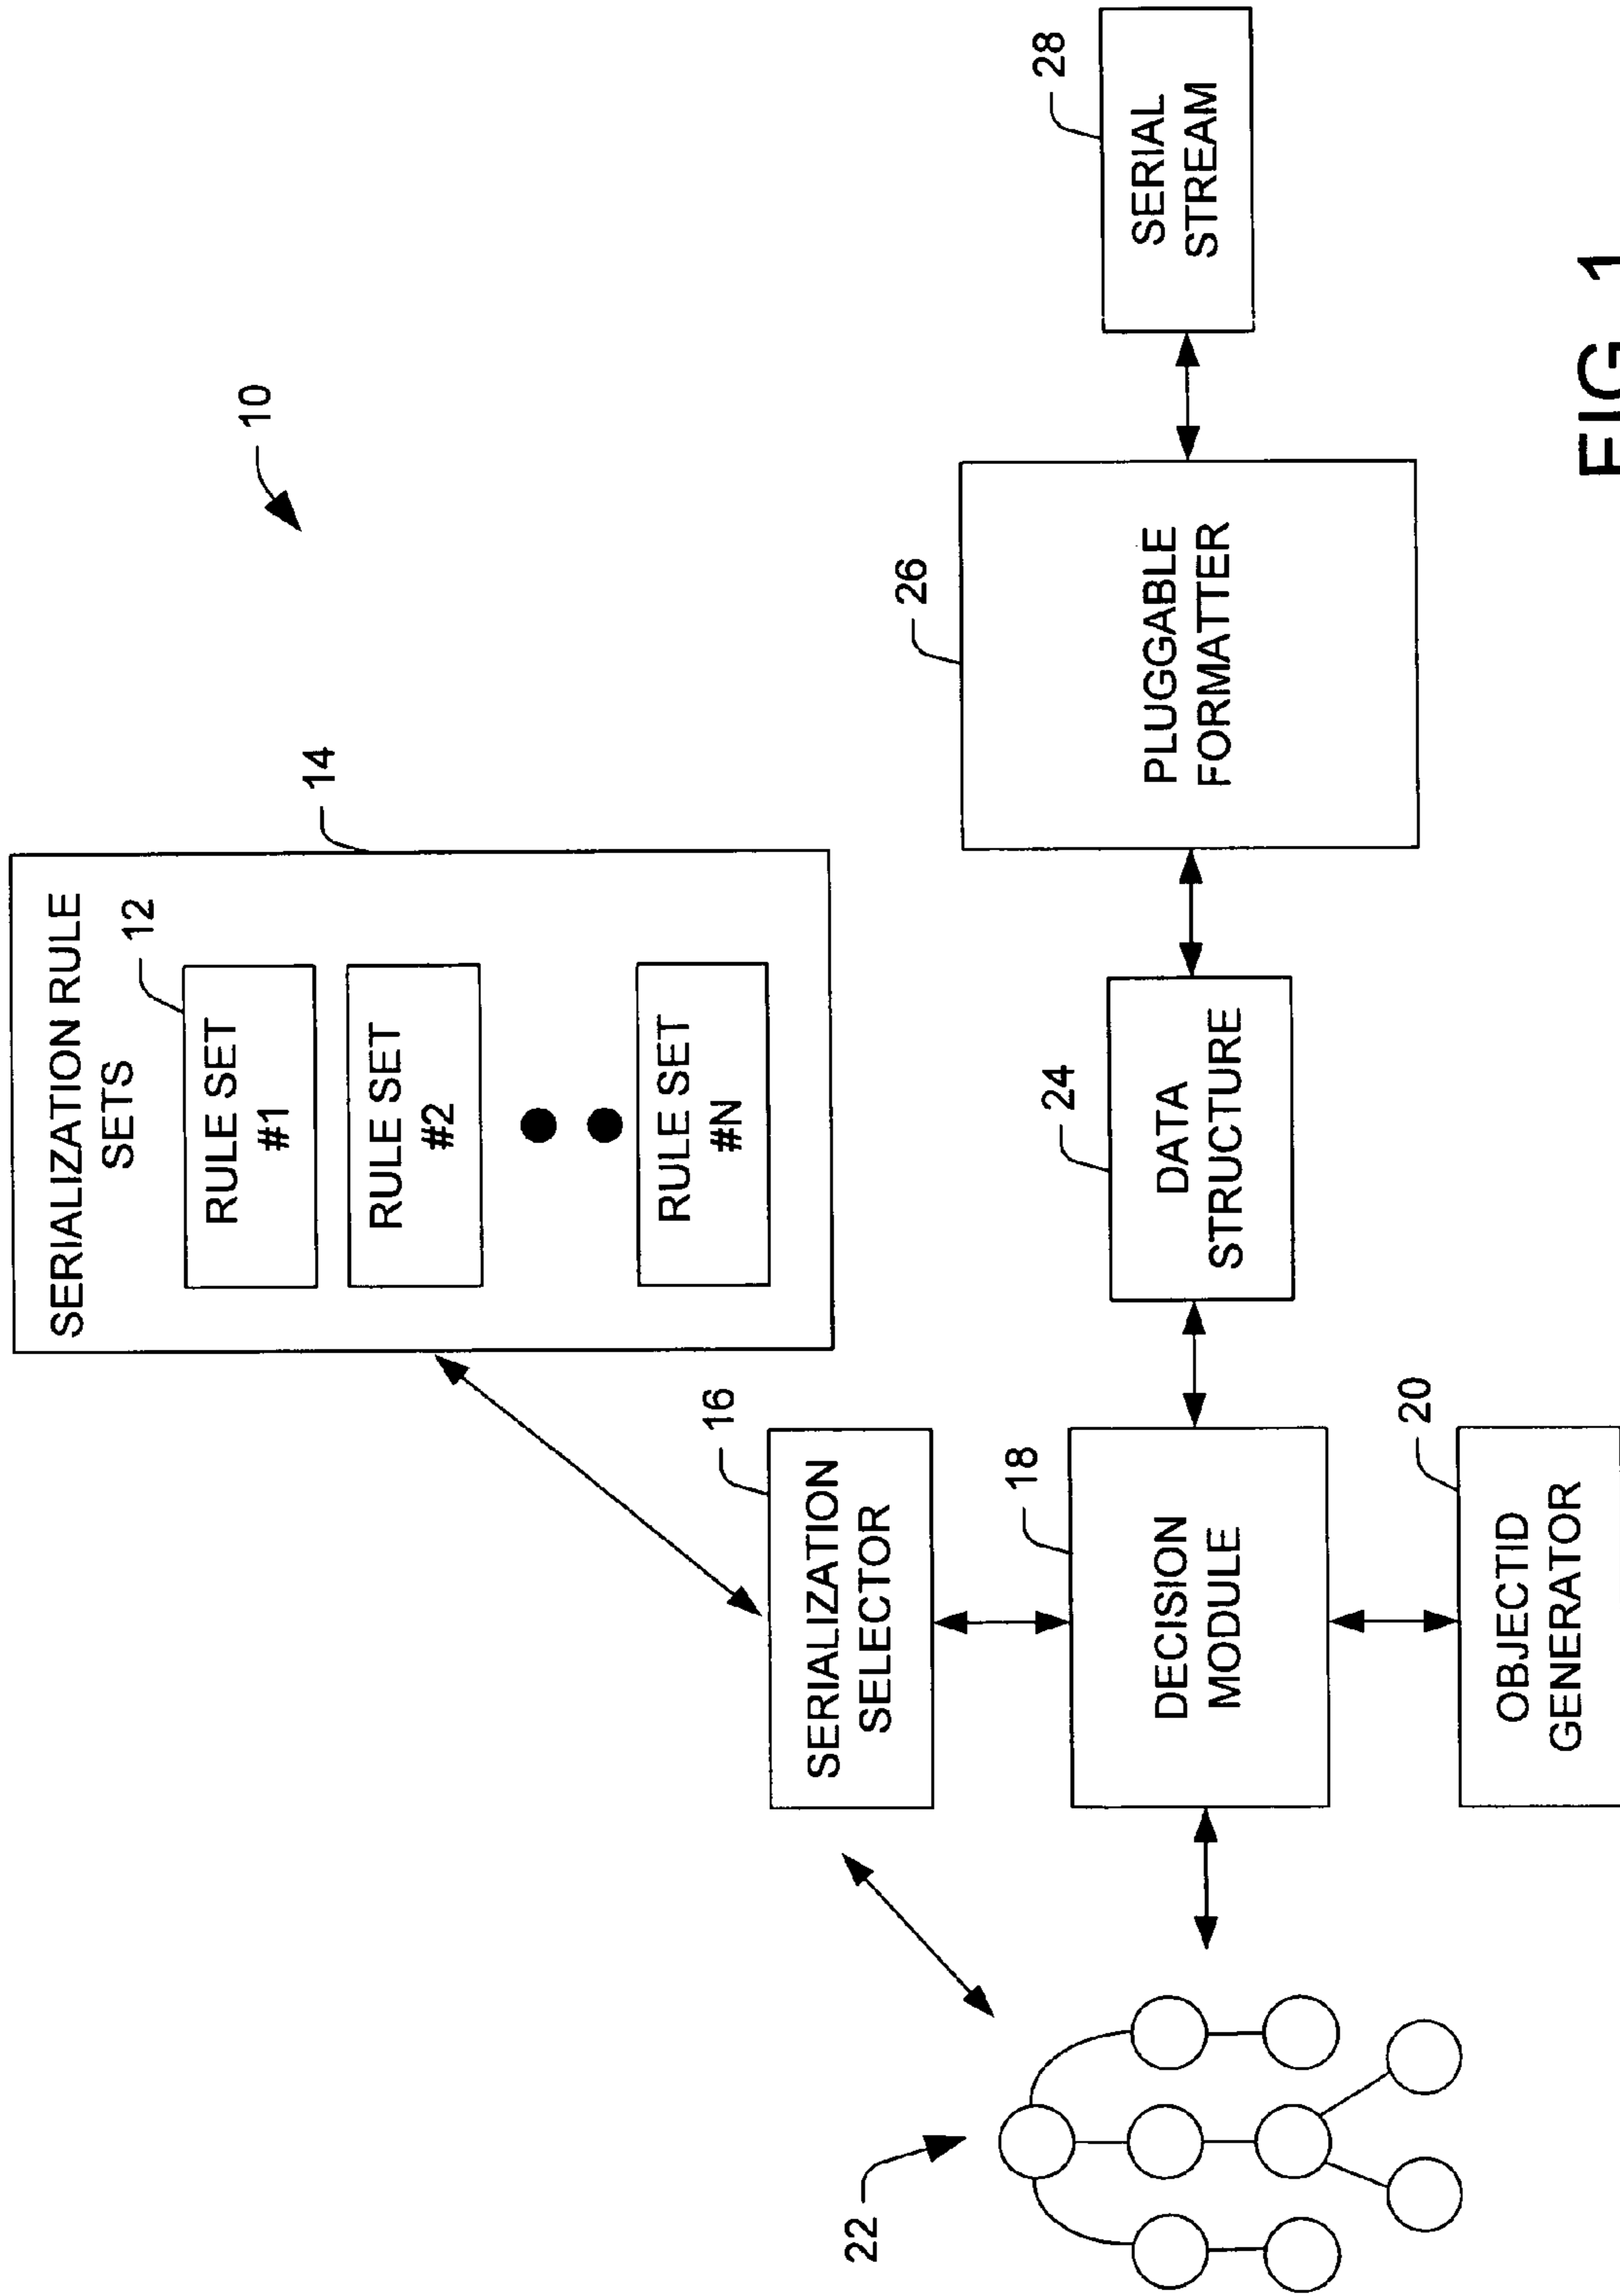 10
SERIALIZATION RULE
SETS
14
12
RULE SET
#1
RULE SET
#2
RULE SET
#N
16
SERIALIZATION
SELECTOR
22
18
DECISION
MODULE
24
DATA
STRUCTURE
26
PLUGGABLE
FORMATTER
28
SERIAL
STREAM
20
OBJECTID
GENERATOR
FIG. 1